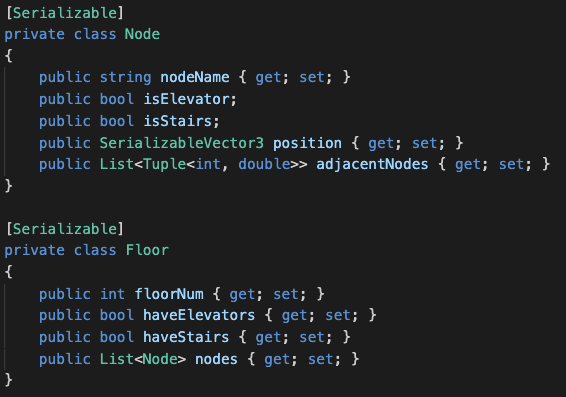 [Serializable]
private class Node
{
    public string nodeName { get; set; }
    public bool isElevator;
    public bool isStairs;
    public SerializableVector3 position { get; set; }
    public List<Tuple<int, double>> adjacentNodes { get; set; }
}

[Serializable]
private class Floor
{
    public int floorNum { get; set; }
    public bool haveElevators { get; set; }
    public bool haveStairs { get; set; }
    public List<Node> nodes { get; set; }
}